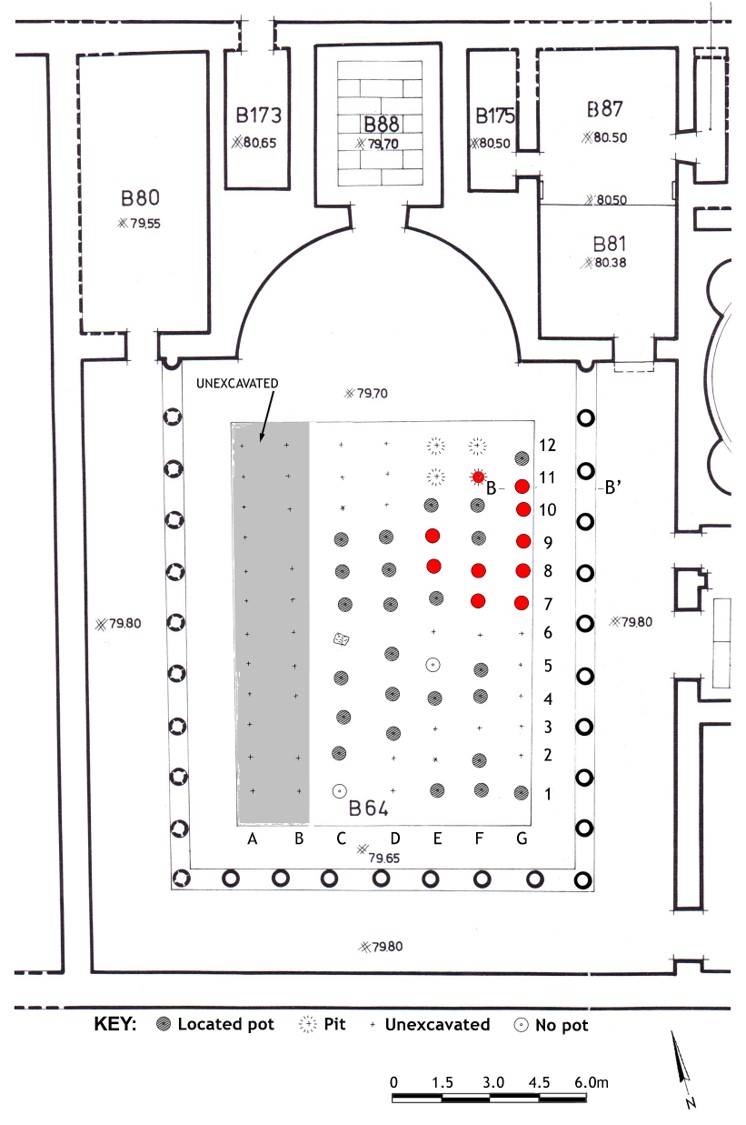 B173
80,65
B88
79,70
B175
80,50
B87
80.50
B80
79,55
80,50
B81
80.38
UNEXCAVATED
79.70
12
11
B
B'
10
9
8
7
79.80
79,80
6
5
4
3
2
1
B64
A B C D E F G
79.65
79.80
KEY: Located pot Pit Unexcavated No pot
0 1.5 3.0 4.5 6.0m
N